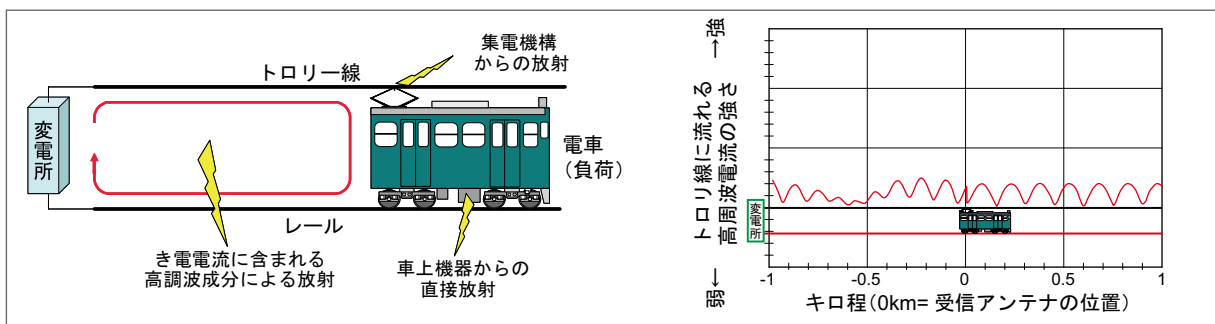 集電機構
からの放射
トロリー線
変電所
電車
（負荷）
レール
き電電流に含まれる
高調波成分による放射
車上機器からの
直接放射
弱←トロリ線に流れる
高周波電流の強さ→強
変電所
-1
-0.5
0
0.5
1
キロ程（0km= 受信アンテナの位置）